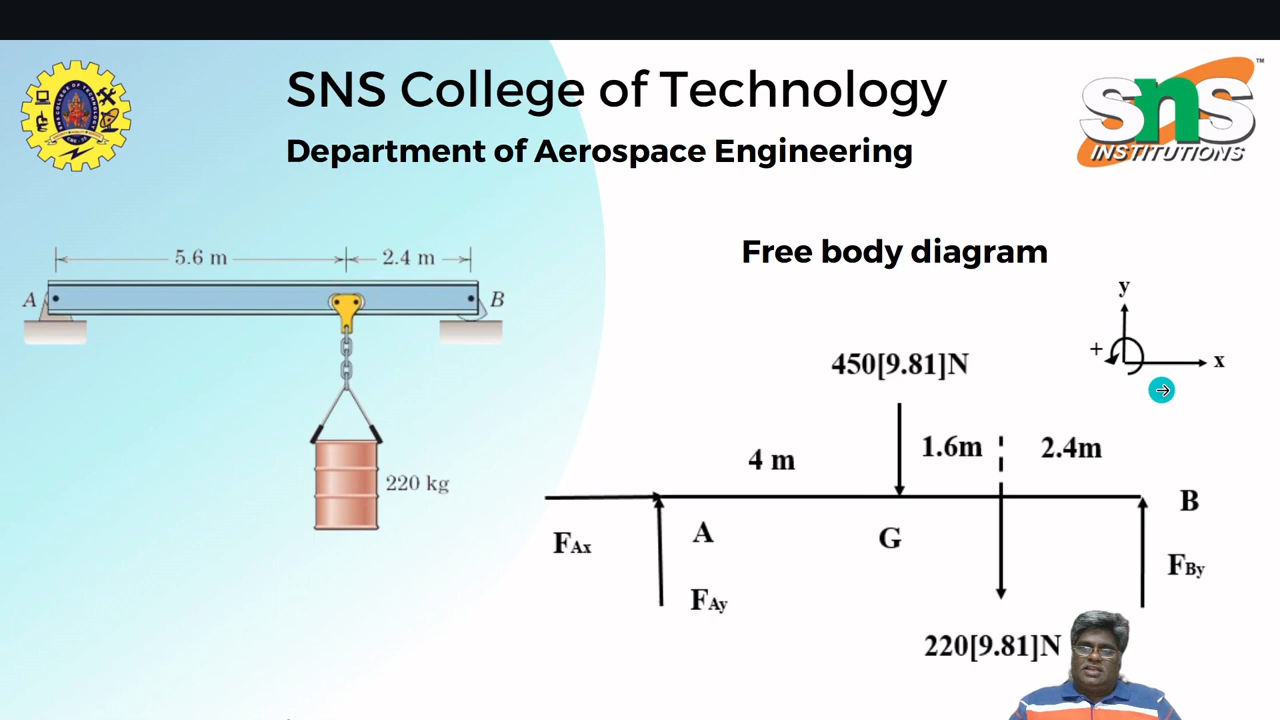 SNS College of Technology
Department of Aerospace Engineering
™
SNS
INSTITUTIONS
5.6 m
2.4 m
A
B
220 kg
Free body diagram
y
+
x
450[9.81]N
4 m
1.6m
2.4m
A
G
B
FAx
FAy
FBy
220[9.81]N